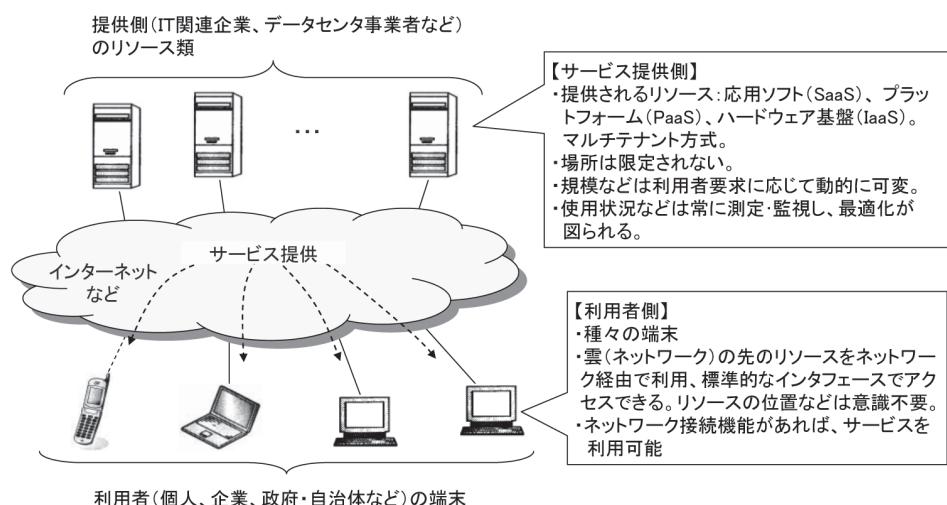 提供側(IT関連企業、データセンタ事業者など)
のリソース類
【サービス提供側】
・提供されるリソース:応用ソフト(SaaS)、プラッ
トフォーム(PaaS)、ハードウェア基盤(IaaS)。
マルチテナント方式。
・場所は限定されない。
・規模などは利用者要求に応じて動的に可変。
・使用状況などは常に測定・監視し、最適化が
図られる。
…
サービス提供
インターネット
など
【利用者側】
・種々の端末
・雲(ネットワーク)の先のリソースをネットワー
ク経由で利用、標準的なインタフェースでアク
セスできる。リソースの位置などは意識不要。
・ネットワーク接続機能があれば、サービスを
利用可能
利用者(個人、企業、政府・自治体など)の端末